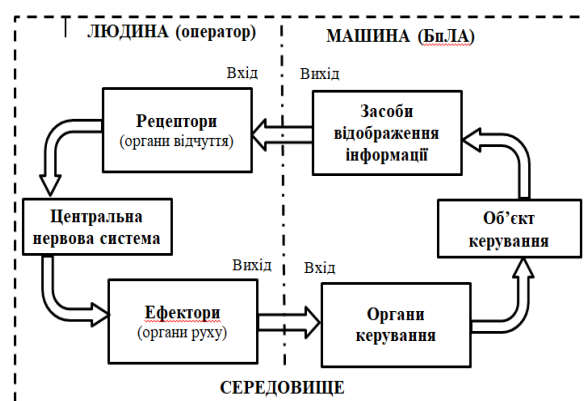 ЛЮДИНА (оператор)
МАШИНА (БпЛА)
Вхід
Вихід
Рецептори
(органи відчуття)
Засоби
відображення
інформації
Центральна
нервова система
Об’єкт
керування
Вихід
Вхід
Ефектори
(органи руху)
Органи
керування
СЕРЕДОВИЩЕ